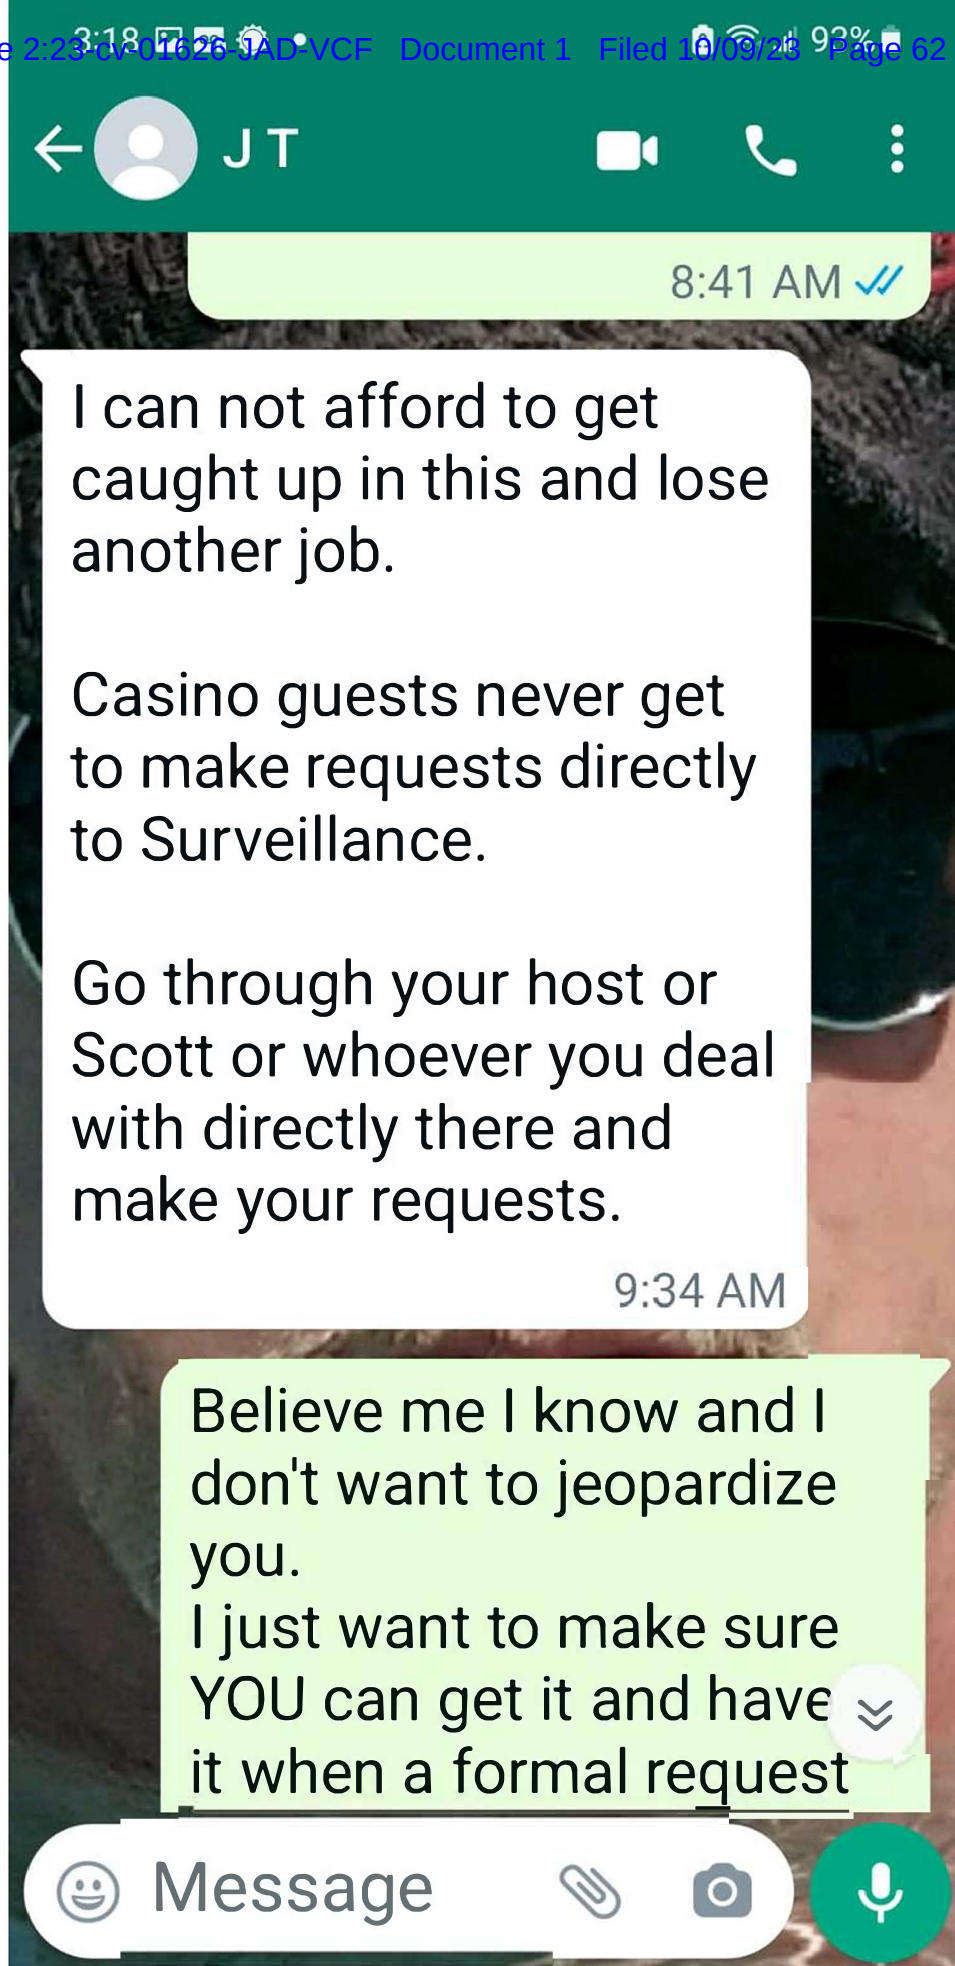 3:18 92%
e 2:23-cv-01626-JAD-VCF Document 1 Filed 10/09/23 Page 62
J T
8:41 AM
I can not afford to get
caught up in this and lose
another job.
Casino guests never get
to make requests directly
to Surveillance.
Go through your host or
Scott or whoever you deal
with directly there and
make your requests.
9:34 AM
Believe me I know and I
don't want to jeopardize
you.
I just want to make sure
YOU can get it and have
it when a formal request
Message